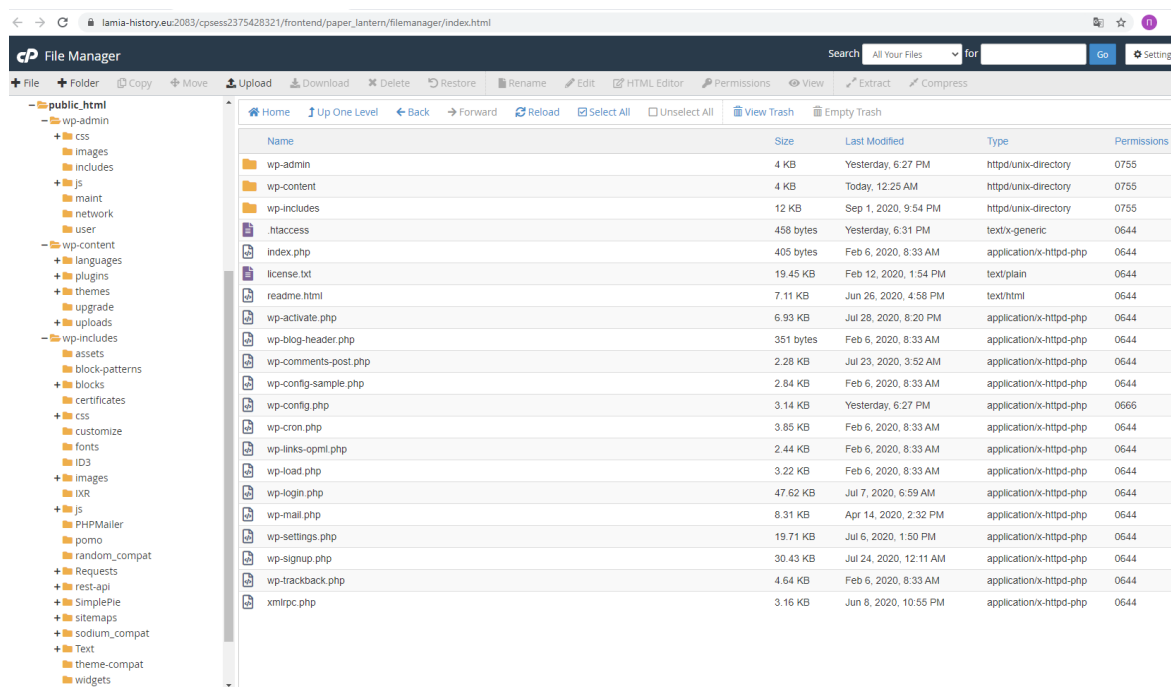 lamia-history.eu:2083/cpsess2375428321/frontend/paper_lantern/filemanager/index.html
n
cP File Manager
Search All Your Files for Go Setting
File Folder Copy Move Upload Download Delete Restore Rename Edit HTML Editor Permissions View Extract Compress
public_html
wp-admin
css
images
includes
js
maint
network
user
wp-content
languages
plugins
themes
upgrade
uploads
wp-includes
assets
block-patterns
blocks
certificates
css
customize
fonts
ID3
images
IXR
js
PHPMailer
pomo
random_compat
Requests
rest-api
SimplePie
sitemaps
sodium_compat
Text
theme-compat
widgets
Home Up One Level Back Forward Reload Select All Unselect All View Trash Empty Trash
Name Size Last Modified Type Permissions
wp-admin 4 KB Yesterday, 6:27 PM httpd/unix-directory 0755
wp-content 4 KB Today, 12:25 AM httpd/unix-directory 0755
wp-includes 12 KB Sep 1, 2020, 9:54 PM httpd/unix-directory 0755
.htaccess 458 bytes Yesterday, 6:31 PM text/x-generic 0644
index.php 405 bytes Feb 6, 2020, 8:33 AM application/x-httpd-php 0644
license.txt 19.45 KB Feb 12, 2020, 1:54 PM text/plain 0644
readme.html 7.11 KB Jun 26, 2020, 4:58 PM text/html 0644
wp-activate.php 6.93 KB Jul 28, 2020, 8:20 PM application/x-httpd-php 0644
wp-blog-header.php 351 bytes Feb 6, 2020, 8:33 AM application/x-httpd-php 0644
wp-comments-post.php 2.28 KB Jul 23, 2020, 3:52 AM application/x-httpd-php 0644
wp-config-sample.php 2.84 KB Feb 6, 2020, 8:33 AM application/x-httpd-php 0644
wp-config.php 3.14 KB Yesterday, 6:27 PM application/x-httpd-php 0666
wp-cron.php 3.85 KB Feb 6, 2020, 8:33 AM application/x-httpd-php 0644
wp-links-opml.php 2.44 KB Feb 6, 2020, 8:33 AM application/x-httpd-php 0644
wp-load.php 3.22 KB Feb 6, 2020, 8:33 AM application/x-httpd-php 0644
wp-login.php 47.62 KB Jul 7, 2020, 6:59 AM application/x-httpd-php 0644
wp-mail.php 8.31 KB Apr 14, 2020, 2:32 PM application/x-httpd-php 0644
wp-settings.php 19.71 KB Jul 6, 2020, 1:50 PM application/x-httpd-php 0644
wp-signup.php 30.43 KB Jul 24, 2020, 12:11 AM application/x-httpd-php 0644
wp-trackback.php 4.64 KB Feb 6, 2020, 8:33 AM application/x-httpd-php 0644
xmlrpc.php 3.16 KB Jun 8, 2020, 10:55 PM application/x-httpd-php 0644